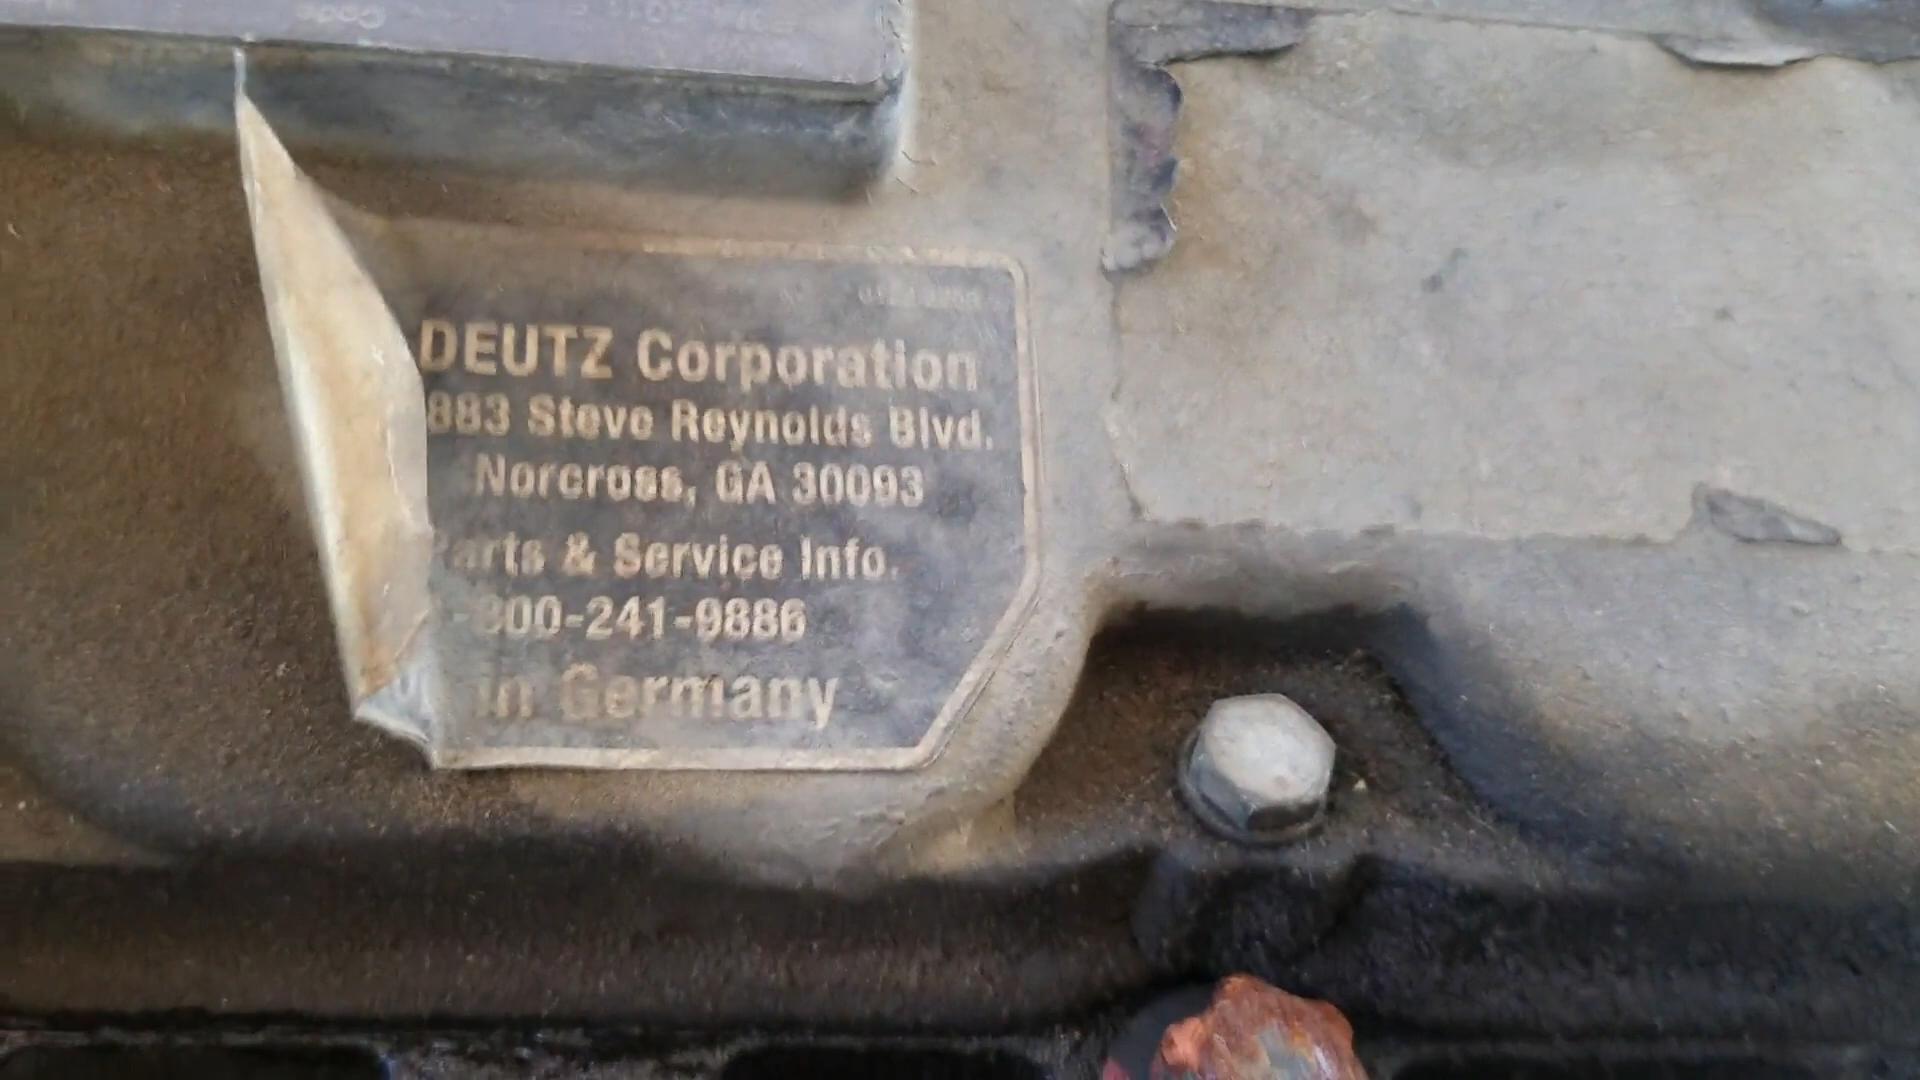 DEUTZ Corporation
883 Steve Reynolds Blvd.
Norcross, GA 30093
arts & Service Info.
-800-241-9886
in Germany